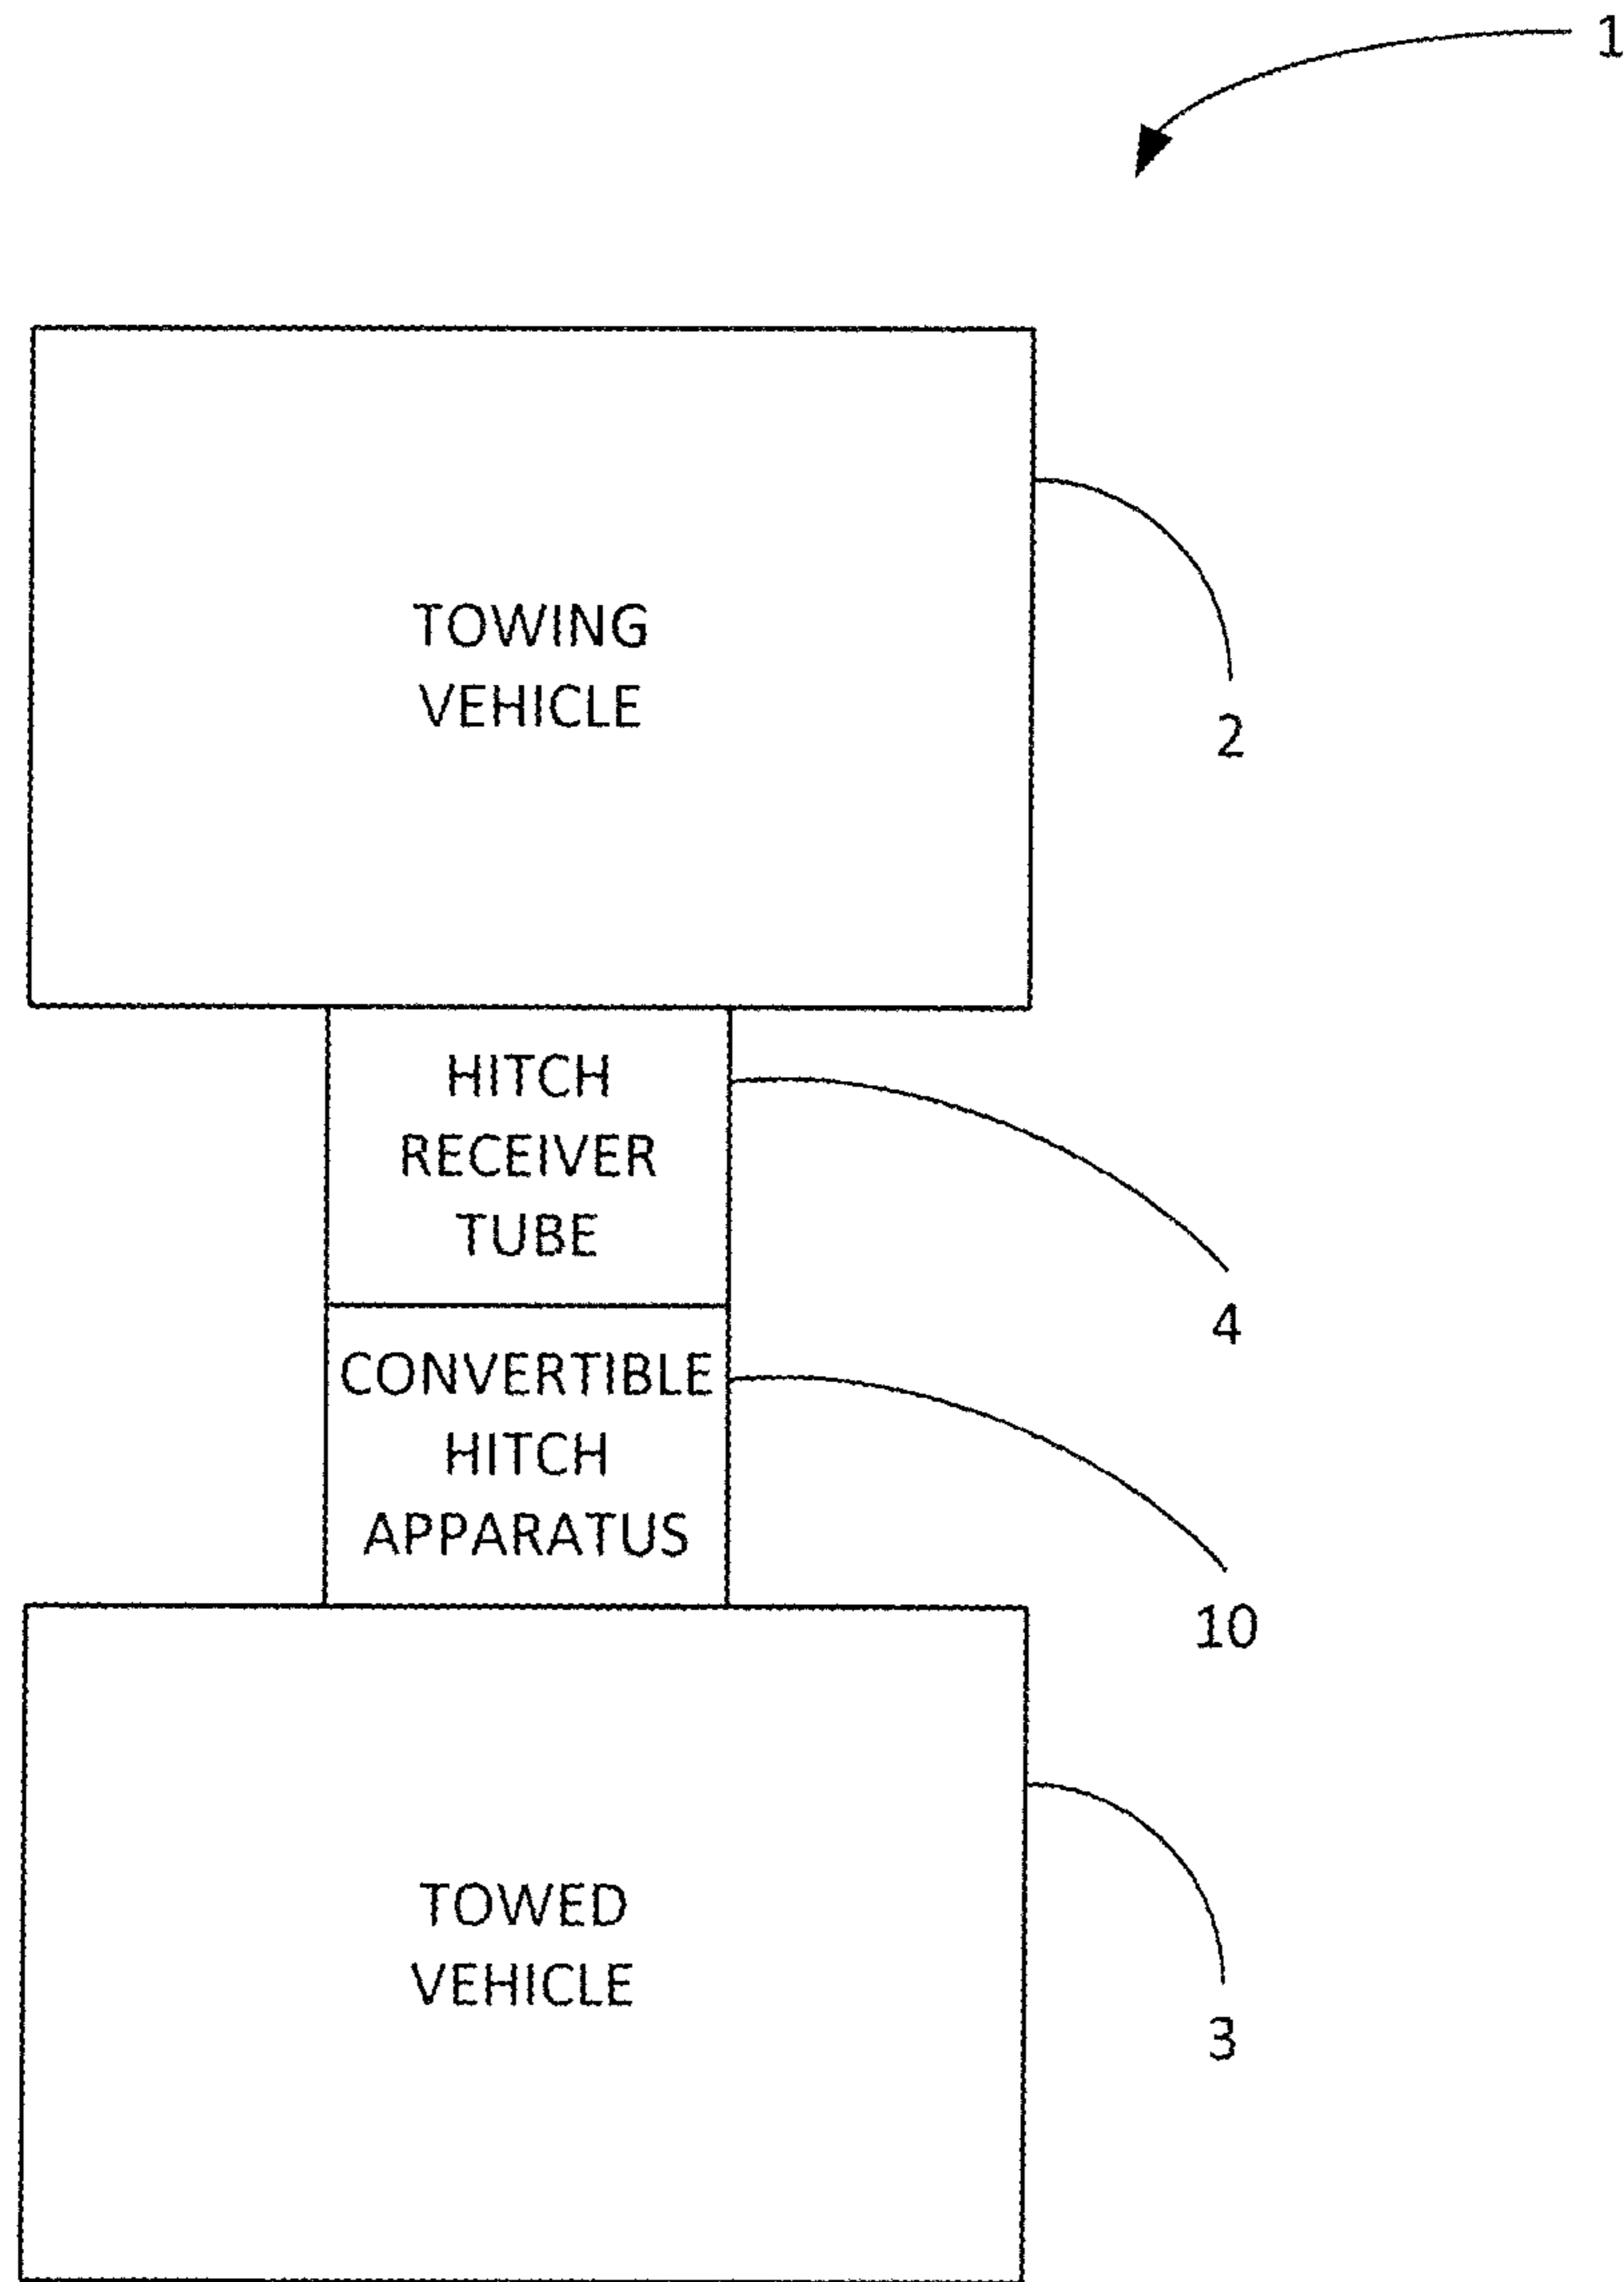 1
TOWING
VEHICLE
2
HITCH
RECEIVER
TUBE
4
CONVERTIBLE
HITCH
APPARATUS
10
TOWED
VEHICLE
3